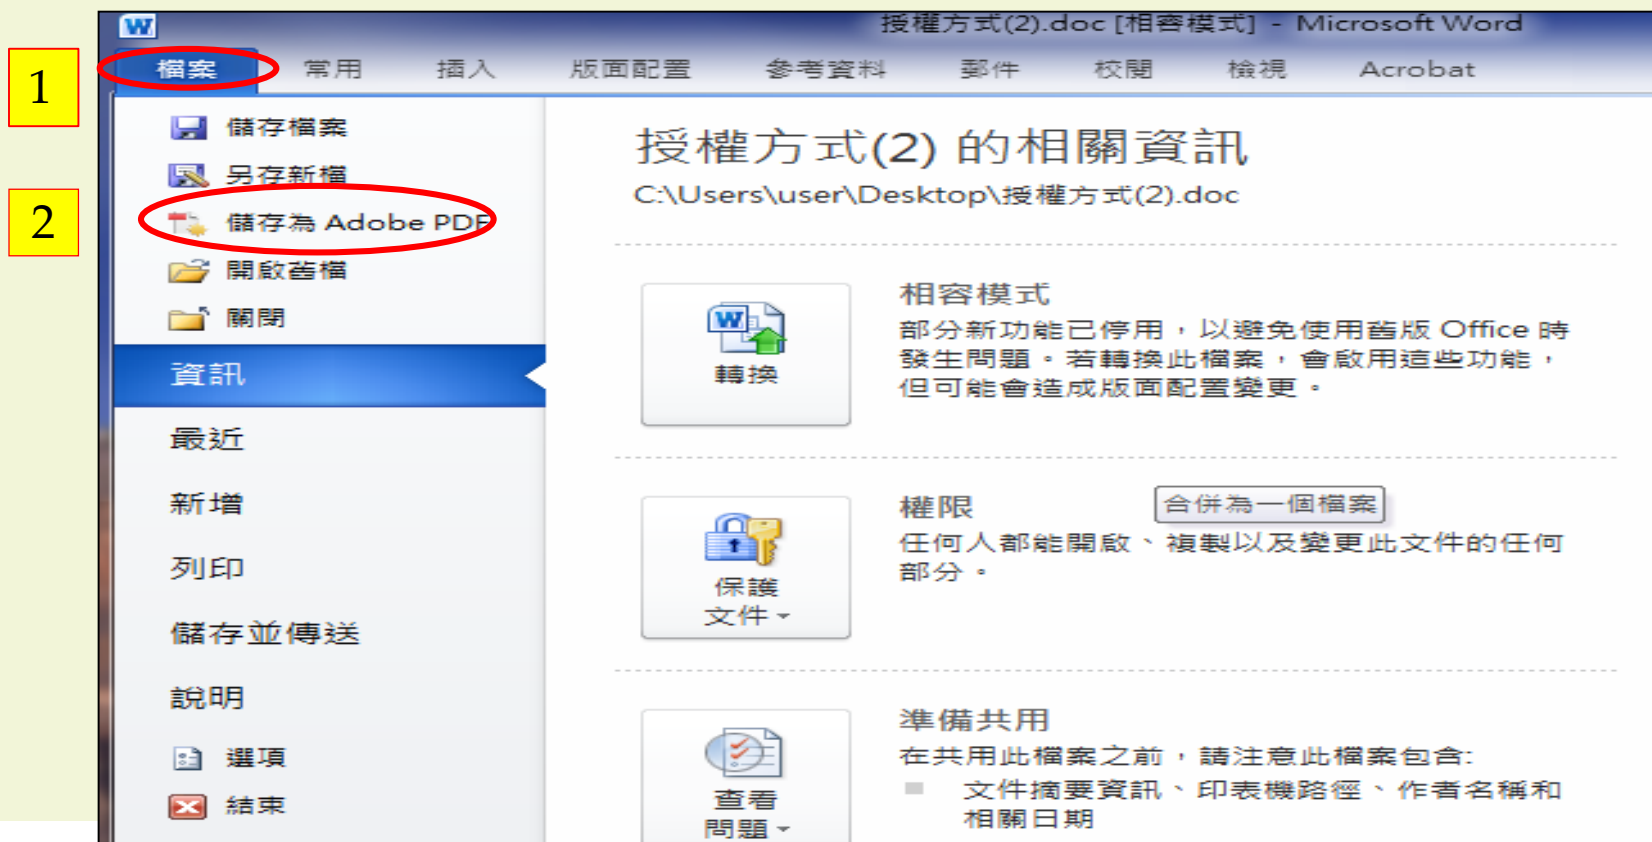 授權方式(2).doc [相容模式] - Microsoft Word
1
檔案 常用 插入 版面配置 參考資料 郵件 校閱 檢視 Acrobat
儲存檔案
另存新檔
2
儲存為 Adobe PDF
開啟舊檔
關閉
資訊
最近
新增
列印
儲存並傳送
說明
選項
結束
授權方式(2) 的相關資訊
C:\Users\user\Desktop\授權方式(2).doc
轉換
相容模式
部分新功能已停用，以避免使用舊版 Office 時
發生問題。若轉換此檔案，會啟用這些功能，
但可能會造成版面配置變更。
保護
文件
權限
合併為一個檔案
任何人都能開啟、複製以及變更此文件的任何
部分。
查看
問題
準備共用
在共用此檔案之前，請注意此檔案包含:
文件摘要資訊、印表機路徑、作者名稱和
相關日期